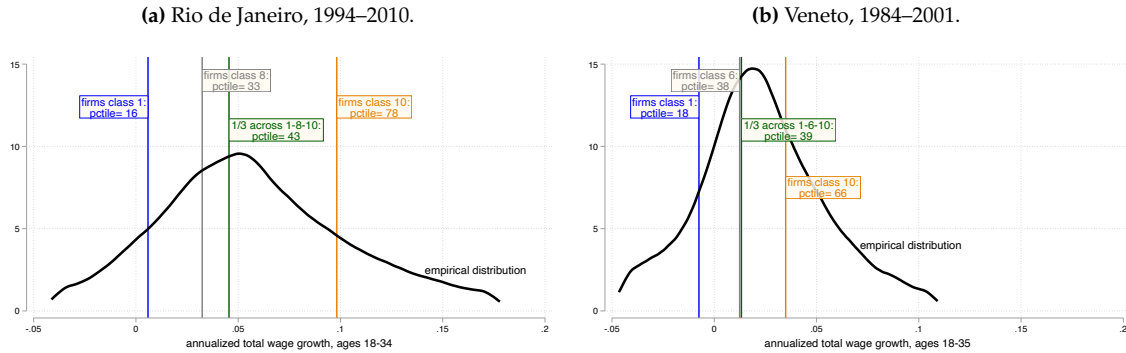 (a) Rio de Janeiro, 1994–2010.
15
10
5
0
-.05
0
.05
.1
.15
.2
firms class 1:
pctile= 16
firms class 8:
pctile= 33
1/3 across 1-8-10:
pctile= 43
firms class 10:
pctile= 78
empirical distribution
annualized total wage growth, ages 18-34
(b) Veneto, 1984–2001.
15
10
5
0
-.05
0
.05
.1
.15
.2
firms class 1:
pctile= 18
firms class 6:
pctile= 38
1/3 across 1-6-10:
pctile= 39
firms class 10:
pctile= 66
empirical distribution
annualized total wage growth, ages 18-35